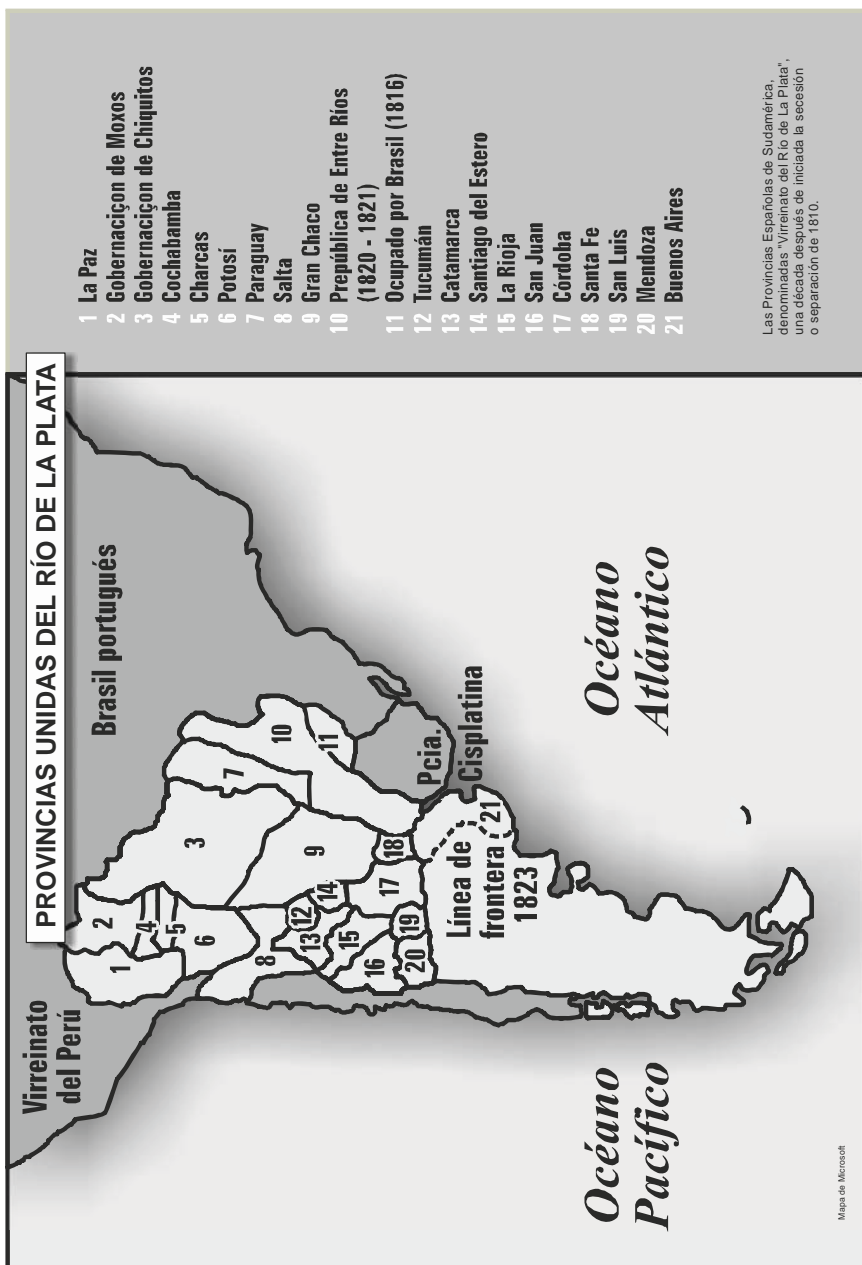 PROVINCIAS UNIDAS DEL RÍO DE LA PLATA
Virreinato
del Perú
Brasil portugués
1
2
3
4
5
6
7
8
9
10
11
12
13
14
15
16
17
18
19
20
21
Pcia.
Cisplatina
Línea de
frontera
1823
Océano
Pacífico
Océano
Atlántico
Mapa de Microsoft
1 La Paz
2 Gobernaciçon de Moxos
3 Gobernaciçon de Chiquitos
4 Cochabamba
5 Charcas
6 Potosí
7 Paraguay
8 Salta
9 Gran Chaco
10 Prepública de Entre Ríos
(1820 - 1821)
11 Ocupado por Brasil (1816)
12 Tucumán
13 Catamarca
14 Santiago del Estero
15 La Rioja
16 San Juan
17 Córdoba
18 Santa Fe
19 San Luis
20 Mendoza
21 Buenos Aires
Las Provincias Españolas de Sudamérica,
denominadas "Virreinato del Río de La Plata",
una década después de iniciada la secesión
o separación de 1810.